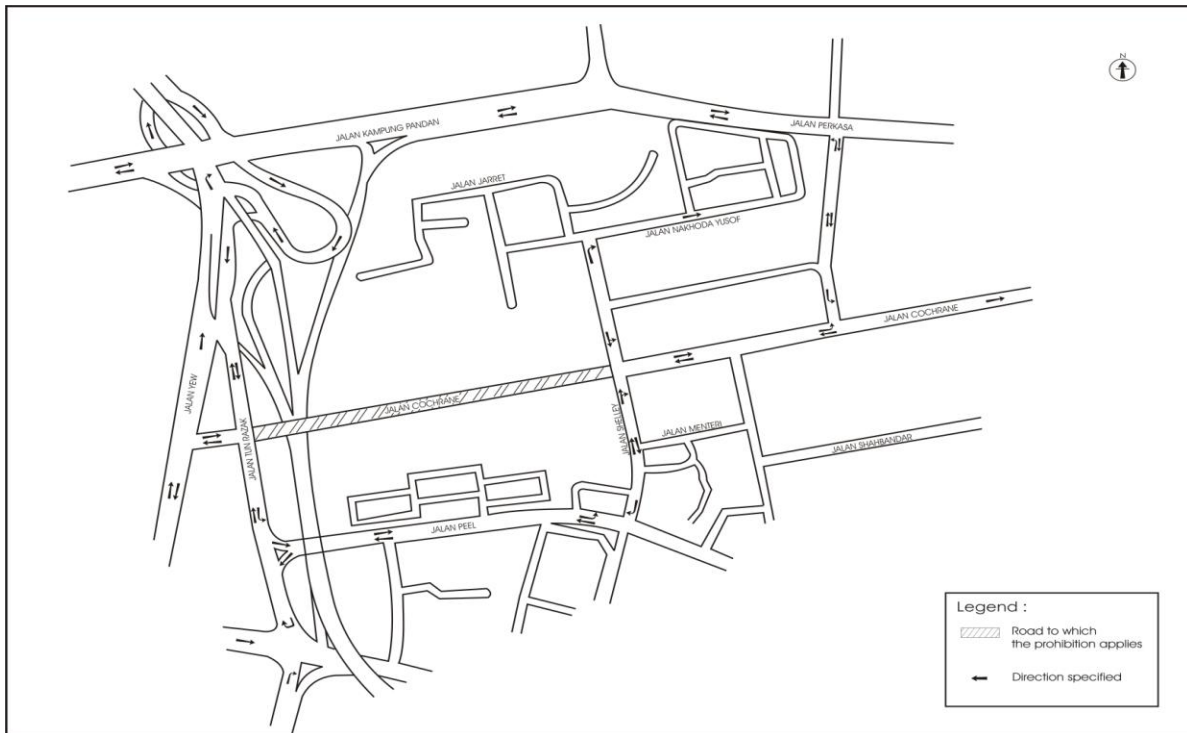 N
JALAN KAMPUNG PANDAN
JALAN PERKASA
JALAN JARRET
JALAN NAKHODA YUSOF
JALAN COCHRANE
JALAN YEW
JALAN COCHRANE
JALAN TUN RAZAK
JALAN SHELLEY
JALAN MENTERI
JALAN SHAHBANDAR
JALAN PEEL
Legend :
Road to which
the prohibition applies
Direction specified